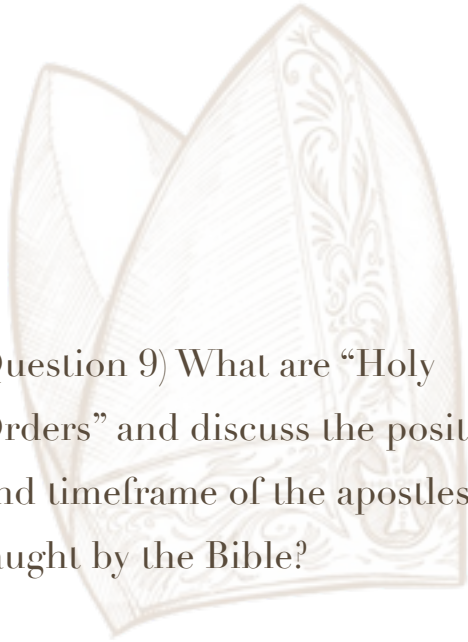 uestion 9) What are “Holy
rders” and discuss the posit
nd timeframe of the apostles
aught by the Bible?